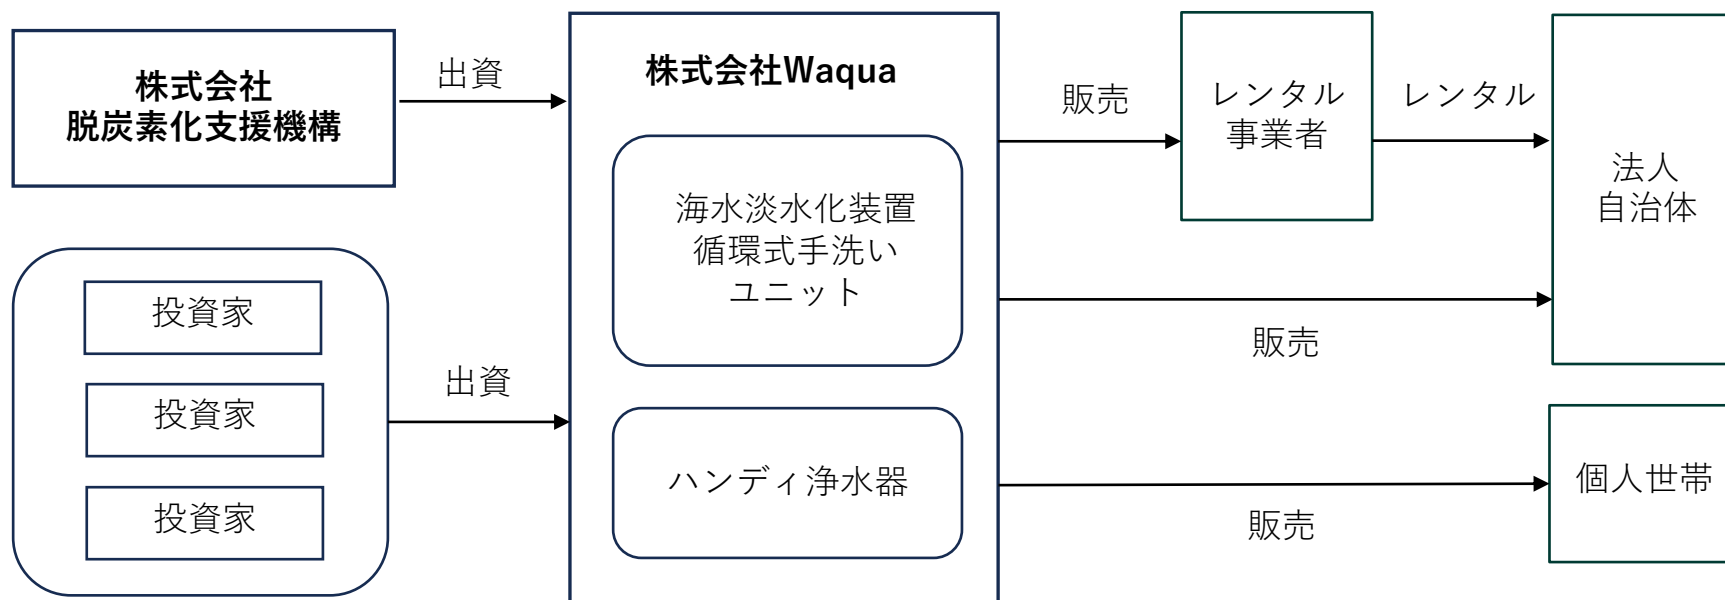 株式会社
脱炭素化支援機構
出資
投資家
投資家
投資家
出資
株式会社Waqua
海水淡水化装置
循環式手洗い
ユニット
ハンディ浄水器
販売
レンタル
事業者
レンタル
法人
自治体
販売
個人世帯
販売